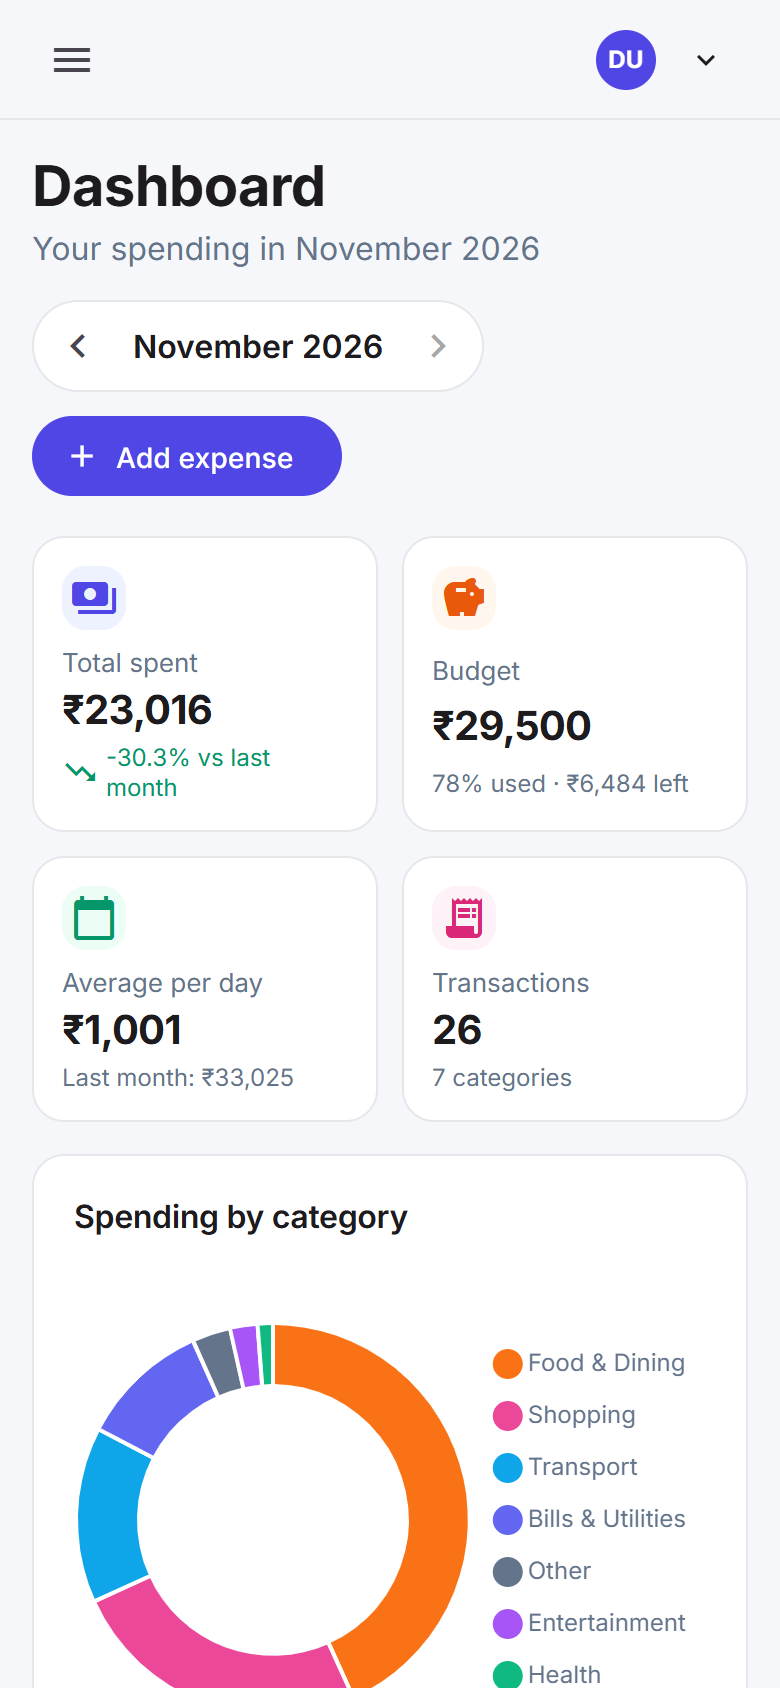 DU
Dashboard
Your spending in November 2026
November 2026
Add expense
Total spent
₹23,016
-30.3% vs last
month
Budget
₹29,500
78% used · ₹6,484 left
Average per day
₹1,001
Last month: ₹33,025
Transactions
26
7 categories
Spending by category
Food & Dining
Shopping
Transport
Bills & Utilities
Other
Entertainment
Health